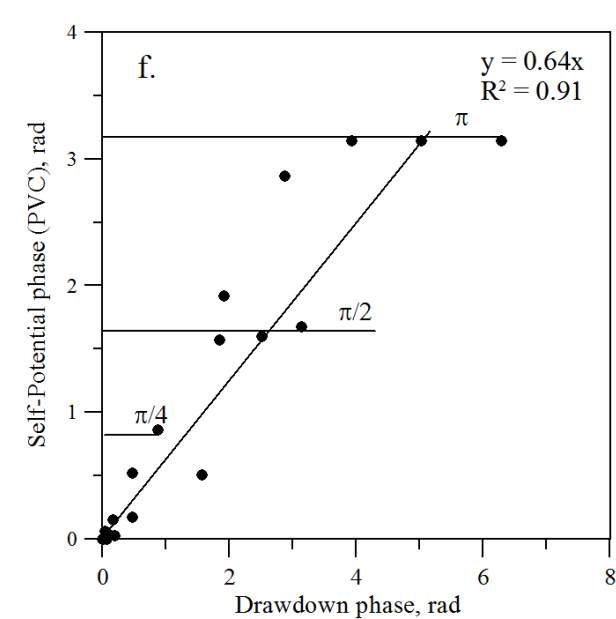 f.
y = 0.64x
R² = 0.91
π
π/2
π/4
Self-Potential phase (PVC), rad
4
3
2
1
0
0 2 4 6 8
Drawdown phase, rad